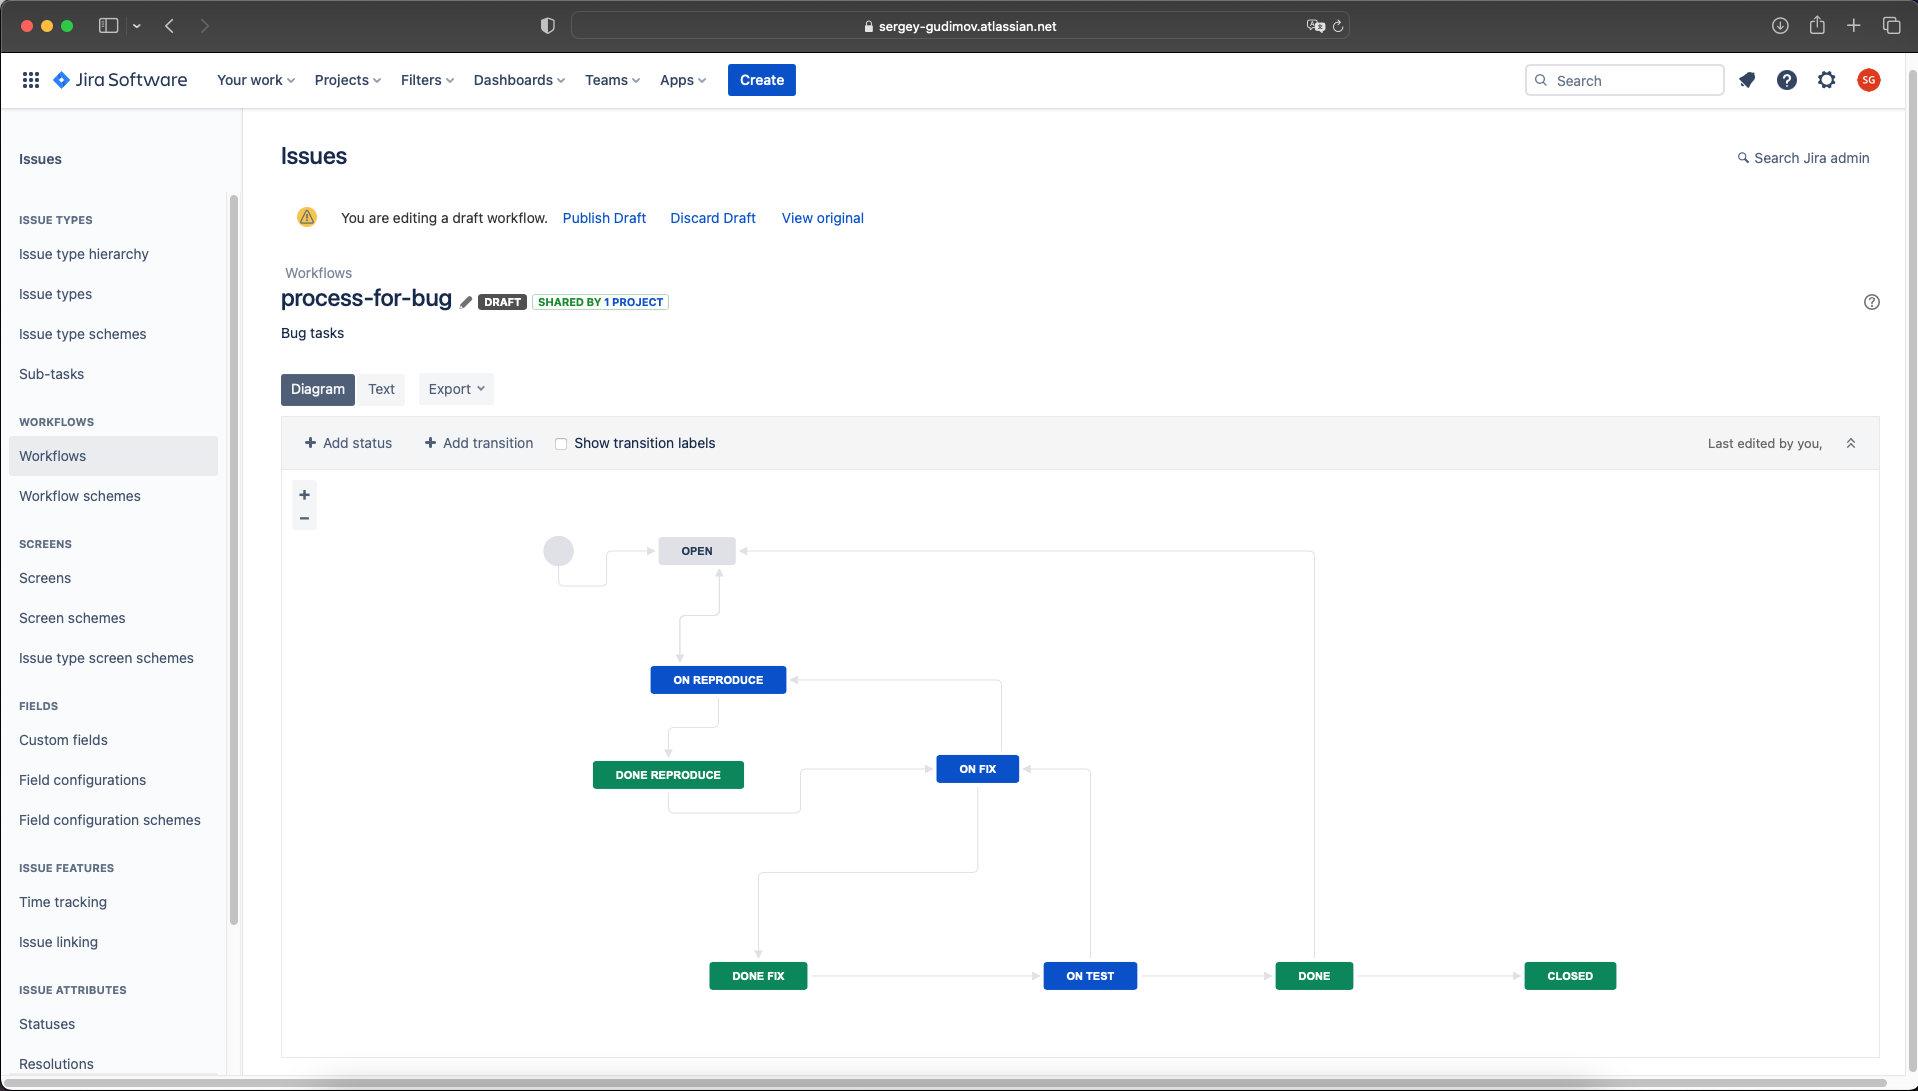 sergey-gudimov.atlassian.net
Jira Software
Your work
Projects
Filters
Dashboards
Teams
Apps
Create
Search
SG
Issues
ISSUE TYPES
Issue type hierarchy
Issue types
Issue type schemes
Sub-tasks
WORKFLOWS
Workflows
Workflow schemes
SCREENS
Screens
Screen schemes
Issue type screen schemes
FIELDS
Custom fields
Field configurations
Field configuration schemes
ISSUE FEATURES
Time tracking
Issue linking
ISSUE ATTRIBUTES
Statuses
Resolutions
Issues
Search Jira admin
You are editing a draft workflow. Publish Draft Discard Draft View original
Workflows
process-for-bug DRAFT SHARED BY 1 PROJECT
Bug tasks
Diagram Text Export
+ Add status + Add transition Show transition labels Last edited by you,
+
−
OPEN
ON REPRODUCE
DONE REPRODUCE
ON FIX
DONE FIX
ON TEST
DONE
CLOSED